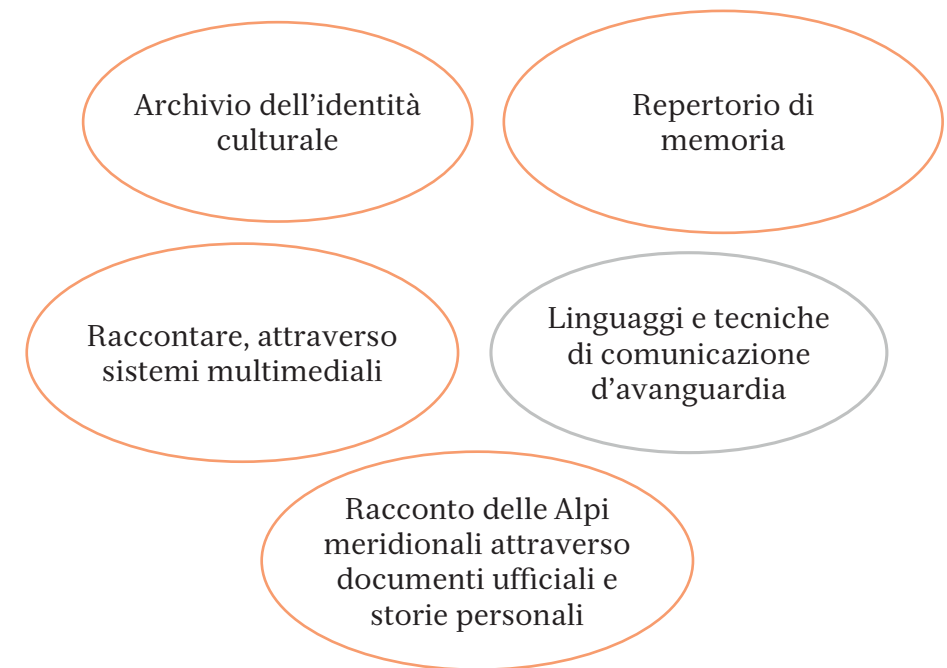 Archivio dell’identità
culturale
Repertorio di
memoria
Raccontare, attraverso
sistemi multimediali
Linguaggi e tecniche
di comunicazione
d’avanguardia
Racconto delle Alpi
meridionali attraverso
documenti ufficiali e
storie personali